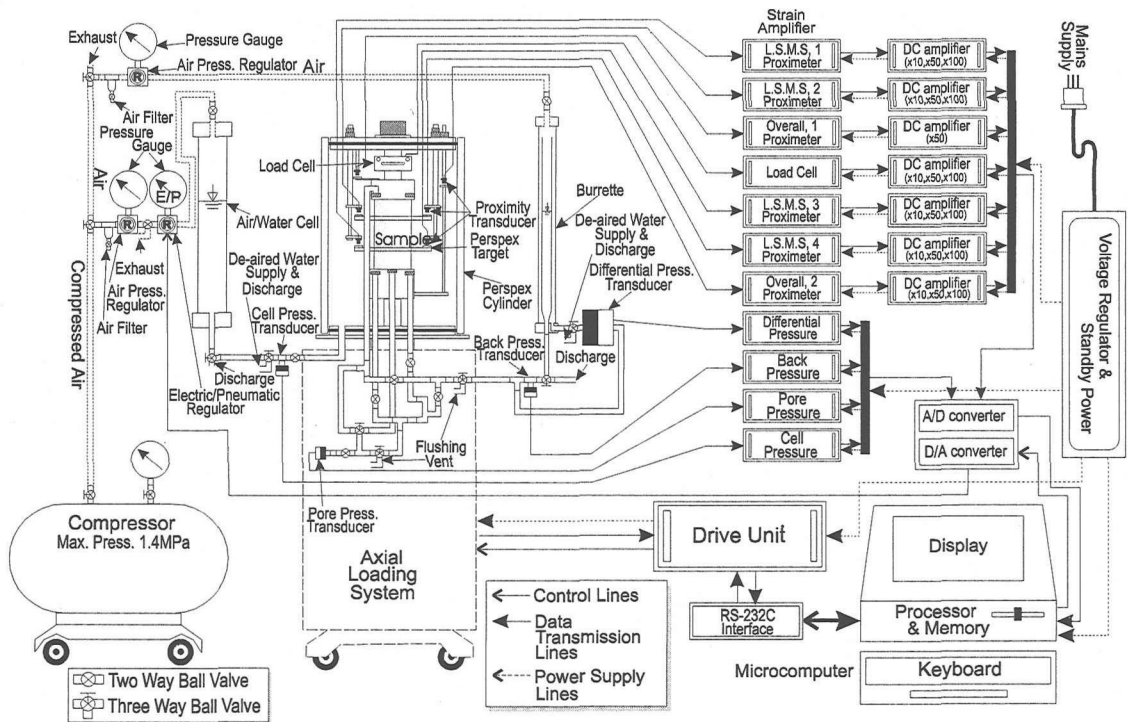 Exhaust
Pressure Gauge
Air Press. Regulator
Air
Air Filter
Pressure
Gauge
Air
E/P
R
R
R
Air/Water Cell
Exhaust
Air Press.
Regulator
Air Filter
De-aired Water
Supply &
Discharge
Cell Press.
Transducer
Discharge
Electric/Pneumatic
Regulator
Compressed Air
Compressor
Max. Press. 1.4MPa
Two Way Ball Valve
Three Way Ball Valve
Load Cell
Sample
Proximity
Transducer
Perspex
Target
Perspex
Cylinder
Burrette
De-aired Water
Supply &
Discharge
Differential Press.
Transducer
Back Press.
Transducer
Discharge
Flushing
Vent
Pore Press.
Transducer
Axial
Loading
System
Control Lines
Data
Transmission
Lines
Power Supply
Lines
Strain
Amplifier
L.S.M.S, 1
Proximeter
DC amplifier
(x10,x50,x100)
L.S.M.S, 2
Proximeter
DC amplifier
(x10,x50,x100)
Overall, 1
Proximeter
DC amplifier
(x50)
Load Cell
DC amplifier
(x10,x50,x100)
L.S.M.S, 3
Proximeter
DC amplifier
(x10,x50,x100)
L.S.M.S, 4
Proximeter
DC amplifier
(x10,x50,x100)
Overall, 2
Proximeter
DC amplifier
(x10,x50,x100)
Differential
Pressure
Back
Pressure
Pore
Pressure
Cell
Pressure
Mains
Supply
Voltage Regulator &
Standby Power
A/D converter
D/A converter
Drive Unit
RS-232C
Interface
Display
Processor
& Memory
Microcomputer
Keyboard